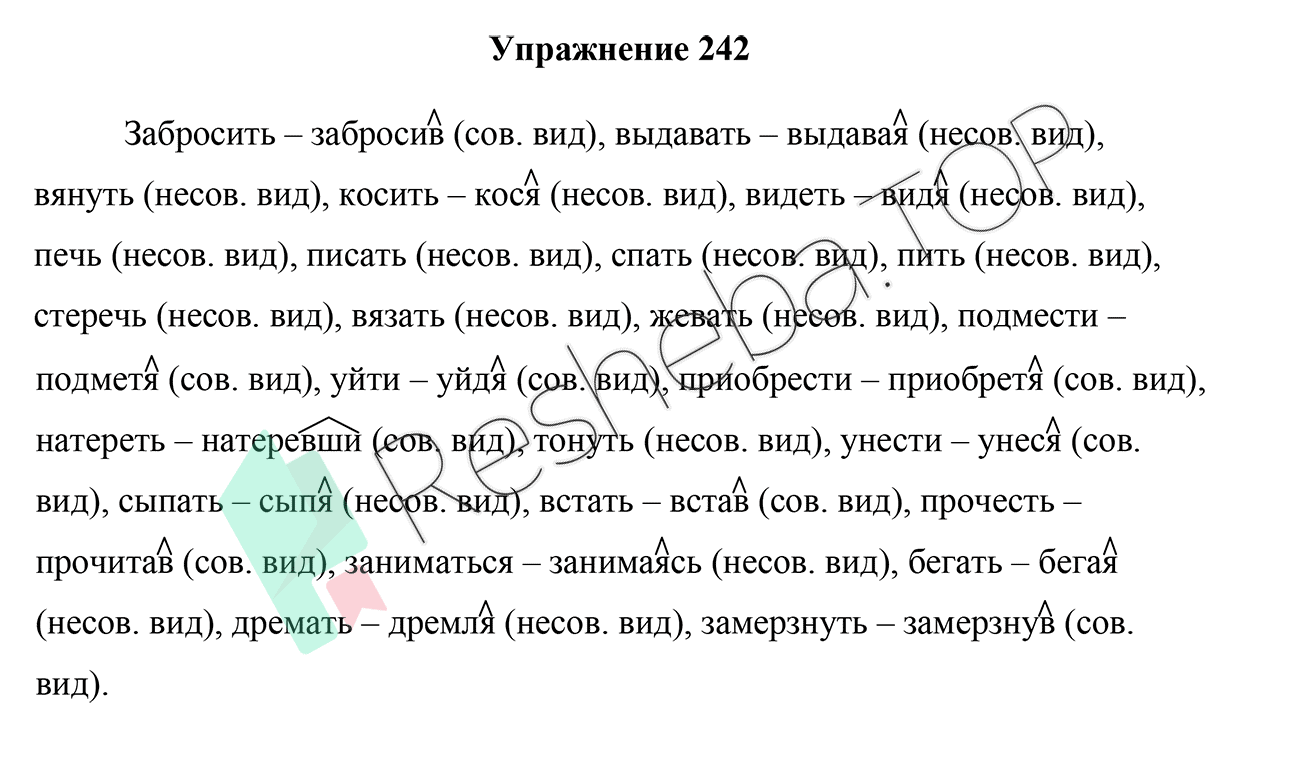 Упражнение 242
Забросить – забросив (сов. вид), выдавать – выдавая (несов. вид),
вянуть (несов. вид), косить – кося (несов. вид), видеть – видя (несов. вид),
печь (несов. вид), писать (несов. вид), спать (несов. вид), пить (несов. вид),
стеречь (несов. вид), вязать (несов. вид), жевать (несов. вид), подмести –
подметя (сов. вид), уйти – уйдя (сов. вид), приобрести – приобретя (сов. вид),
натереть – натеревши (сов. вид), тонуть (несов. вид), унести – унеся (сов.
вид), сыпать – сыпя (несов. вид), встать – встав (сов. вид), прочесть –
прочитав (сов. вид), заниматься – занимаясь (несов. вид), бегать – бегая
(несов. вид), дремать – дремля (несов. вид), замерзнуть – замерзнув (сов.
вид).
Resheba.TOP